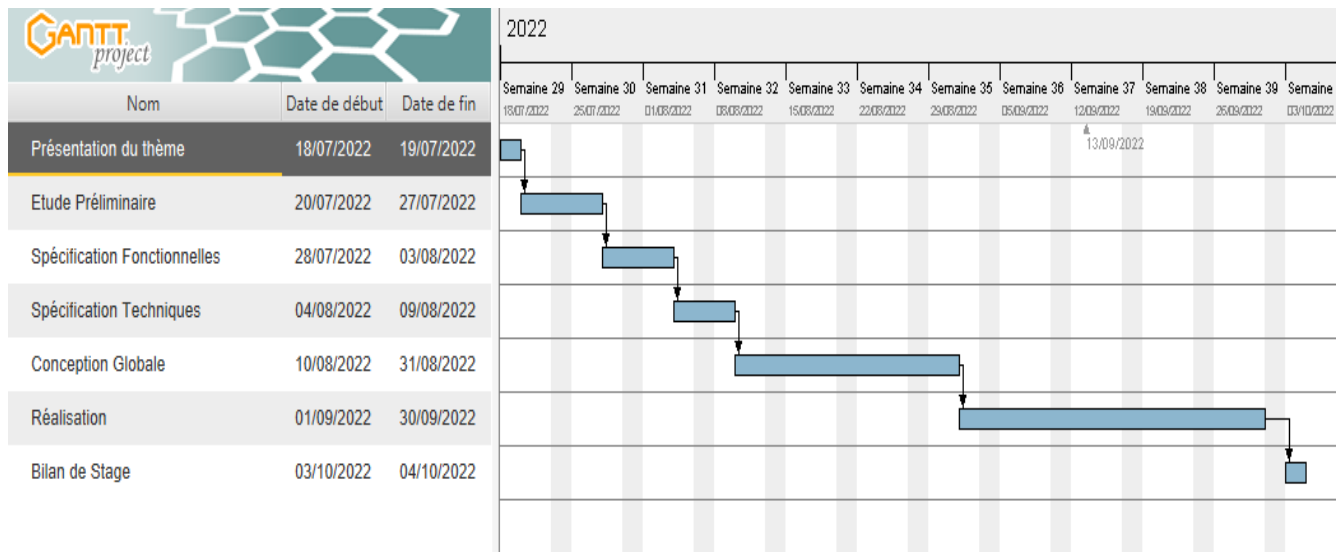 GANTT
project
2022
Semaine 29 Semaine 30 Semaine 31 Semaine 32 Semaine 33 Semaine 34 Semaine 35 Semaine 36 Semaine 37 Semaine 38 Semaine 39 Semaine
Nom Date de début Date de fin
18/07/2022 25/07/2022 01/08/2022 08/08/2022 15/08/2022 22/08/2022 29/08/2022 05/09/2022 12/09/2022 19/09/2022 26/09/2022 03/10/2022
13/09/2022
Présentation du thème 18/07/2022 19/07/2022
Etude Préliminaire 20/07/2022 27/07/2022
Spécification Fonctionnelles 28/07/2022 03/08/2022
Spécification Techniques 04/08/2022 09/08/2022
Conception Globale 10/08/2022 31/08/2022
Réalisation 01/09/2022 30/09/2022
Bilan de Stage 03/10/2022 04/10/2022